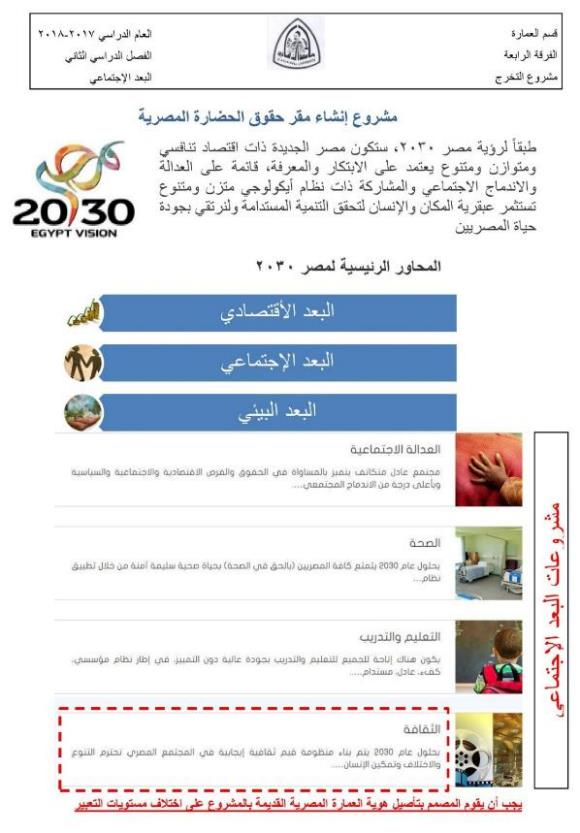 قسم العمارة
الفرقة الرابعة
مشروع التخرج
العام الدراسي ٢٠١٧-٢٠١٨
الفصل الدراسي الثاني
البعد الإجتماعي
مشروع إنشاء مقر حقوق الحضارة المصرية
طبقاً لرؤية مصر ٢٠٣٠، ستكون مصر الجديدة ذات اقتصاد تنافسي
ومتوازن ومتنوع يعتمد على الابتكار والمعرفة، قائمة على العدالة
والاندماج الاجتماعي والمشاركة ذات نظام أيكولوجي متزن ومتنوع
تستثمر عبقرية المكان والإنسان لتحقق التنمية المستدامة ولنرتقي بجودة
حياة المصريين
2030
EGYPT VISION
المحاور الرئيسية لمصر ٢٠٣٠
البعد الأقتصادي
البعد الإجتماعي
البعد البيئي
مشروعات البعد الإجتماعى
العدالة الاجتماعية
مجتمع عادل متكاتف يتميز بالمساواة في الحقوق والفرص الاقتصادية والاجتماعية والسياسية
وبأعلى درجة من الاندماج المجتمعي....
الصحة
بحلول عام 2030 يتمتع كافة المصريين (بالحق في الصحة) بحياة صحية سليمة آمنة من خلال تطبيق
نظام...
التعليم والتدريب
يكون هناك إتاحة للجميع للتعليم والتدريب بجودة عالية دون التمييز، في إطار نظام مؤسسي،
كفء، عادل، مستدام.....
الثقافة
بحلول عام 2030 يتم بناء منظومة قيم ثقافية إيجابية في المجتمع المصري تحترم التنوع
والاختلاف وتمكين الإنسان.....
يجب أن يقوم المصمم بتأصيل هوية العمارة المصرية القديمة بالمشروع على اختلاف مستويات التعبير